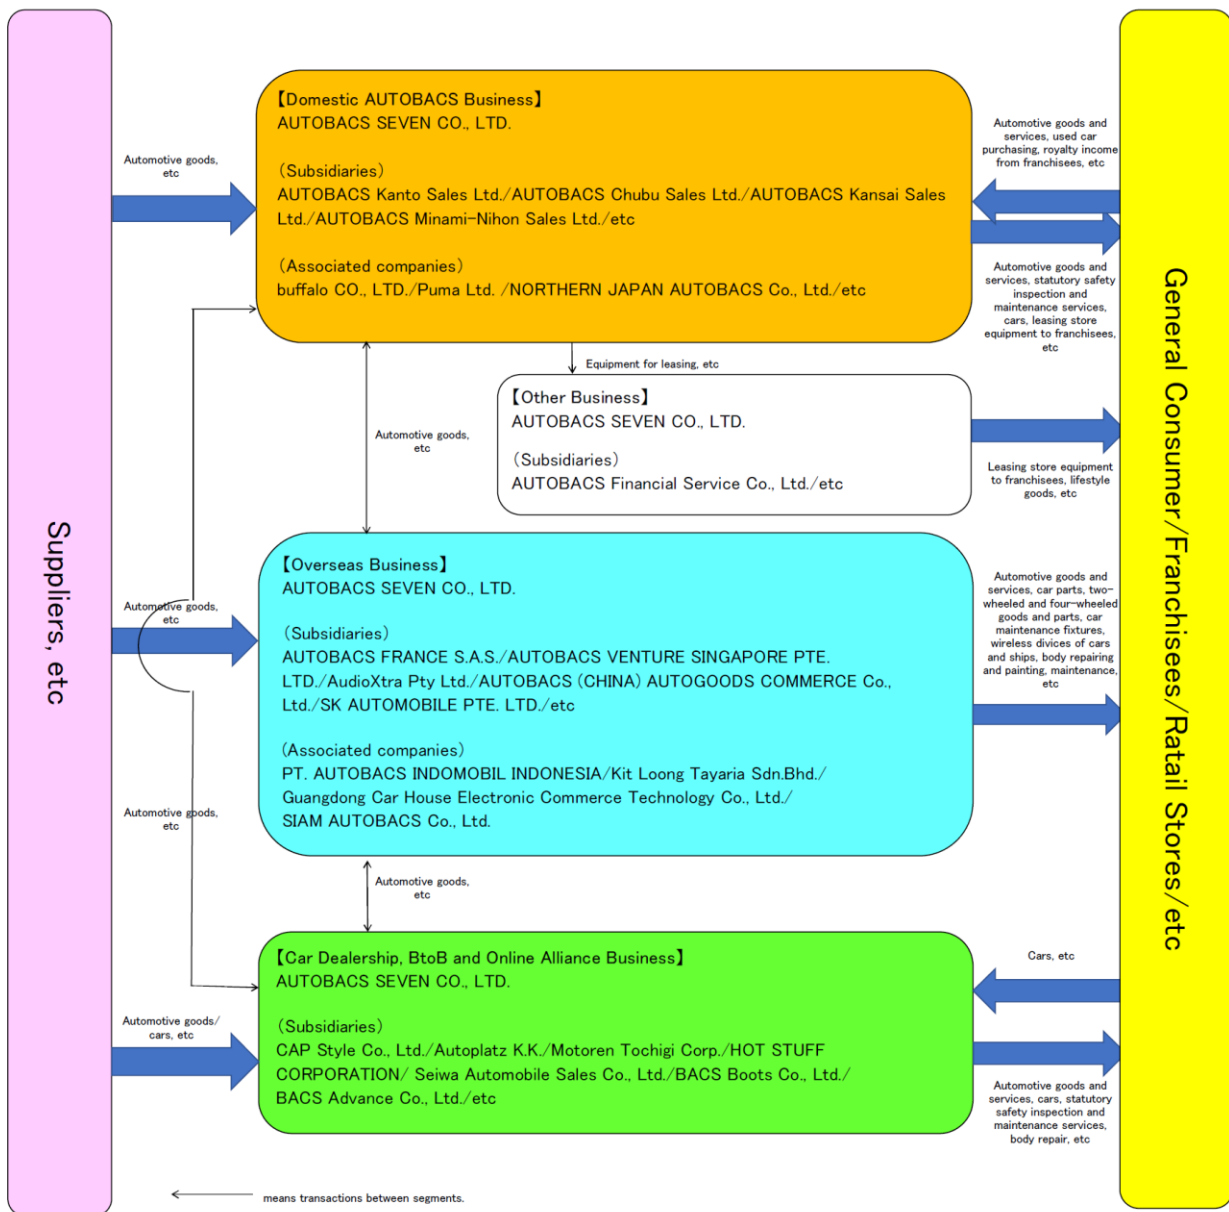 Suppliers, etc
Automotive goods,
etc
【Domestic AUTOBACS Business】
AUTOBACS SEVEN CO., LTD.
(Subsidiaries)
AUTOBACS Kanto Sales Ltd./AUTOBACS Chubu Sales Ltd./AUTOBACS Kansai Sales
Ltd./AUTOBACS Minami-Nihon Sales Ltd./etc
(Associated companies)
buffalo CO., LTD./Puma Ltd. /NORTHERN JAPAN AUTOBACS Co., Ltd./etc
Automotive goods and
services, used car
purchasing, royalty income
from franchisees, etc
Automotive goods and
services, statutory safety
inspection and
maintenance services,
cars, leasing store
equipment to franchisees,
etc
Equipment for leasing, etc
Automotive goods,
etc
【Other Business】
AUTOBACS SEVEN CO., LTD.
(Subsidiaries)
AUTOBACS Financial Service Co., Ltd./etc
Leasing store equipment
to franchisees, lifestyle
goods, etc
Automotive goods,
etc
【Overseas Business】
AUTOBACS SEVEN CO., LTD.
(Subsidiaries)
AUTOBACS FRANCE S.A.S./AUTOBACS VENTURE SINGAPORE PTE.
LTD./AudioXtra Pty Ltd./AUTOBACS (CHINA) AUTOGOODS COMMERCE Co.,
Ltd./SK AUTOMOBILE PTE. LTD./etc
(Associated companies)
PT. AUTOBACS INDOMOBIL INDONESIA/Kit Loong Tayaria Sdn.Bhd./
Guangdong Car House Electronic Commerce Technology Co., Ltd./
SIAM AUTOBACS Co., Ltd.
Automotive goods and
services, car parts, two-
wheeled and four-wheeled
goods and parts, car
maintenance fixtures,
wireless divices of cars
and ships, body repairing
and painting, maintenance,
etc
Automotive goods,
etc
Automotive goods,
etc
【Car Dealership, BtoB and Online Alliance Business】
AUTOBACS SEVEN CO., LTD.
(Subsidiaries)
CAP Style Co., Ltd./Autoplatz K.K./Motoren Tochigi Corp./HOT STUFF
CORPORATION/ Seiwa Automobile Sales Co., Ltd./BACS Boots Co., Ltd./
BACS Advance Co., Ltd./etc
Automotive goods/
cars, etc
Cars, etc
Automotive goods and
services, cars, statutory
safety inspection and
maintenance services,
body repair, etc
General Consumer/Franchisees/Ratail Stores/etc
means transactions between segments.